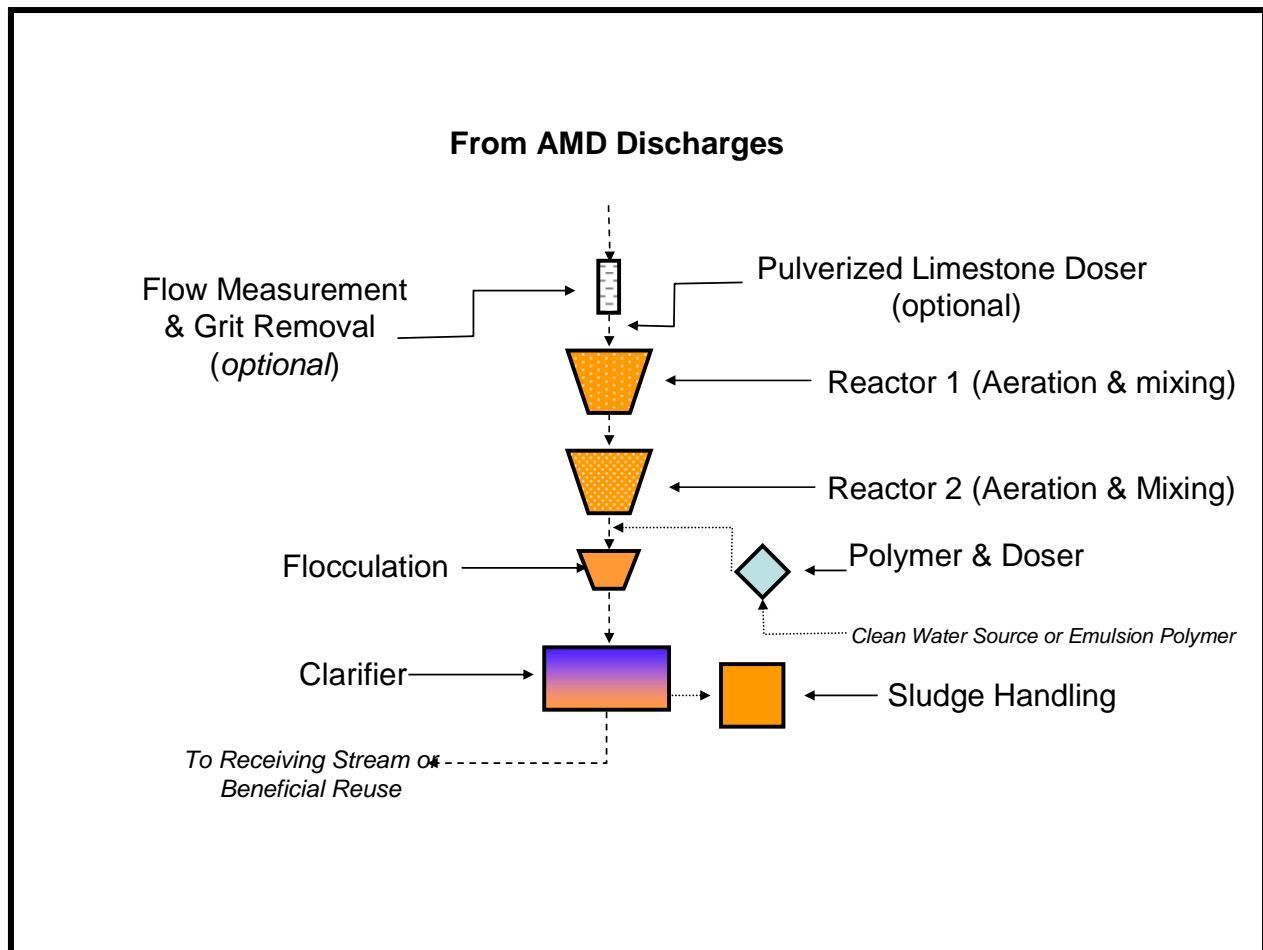 From AMD Discharges
Flow Measurement
& Grit Removal
(optional)
Pulverized Limestone Doser
(optional)
Reactor 1 (Aeration & mixing)
Reactor 2 (Aeration & Mixing)
Flocculation
Polymer & Doser
Clean Water Source or Emulsion Polymer
Clarifier
Sludge Handling
To Receiving Stream or
Beneficial Reuse